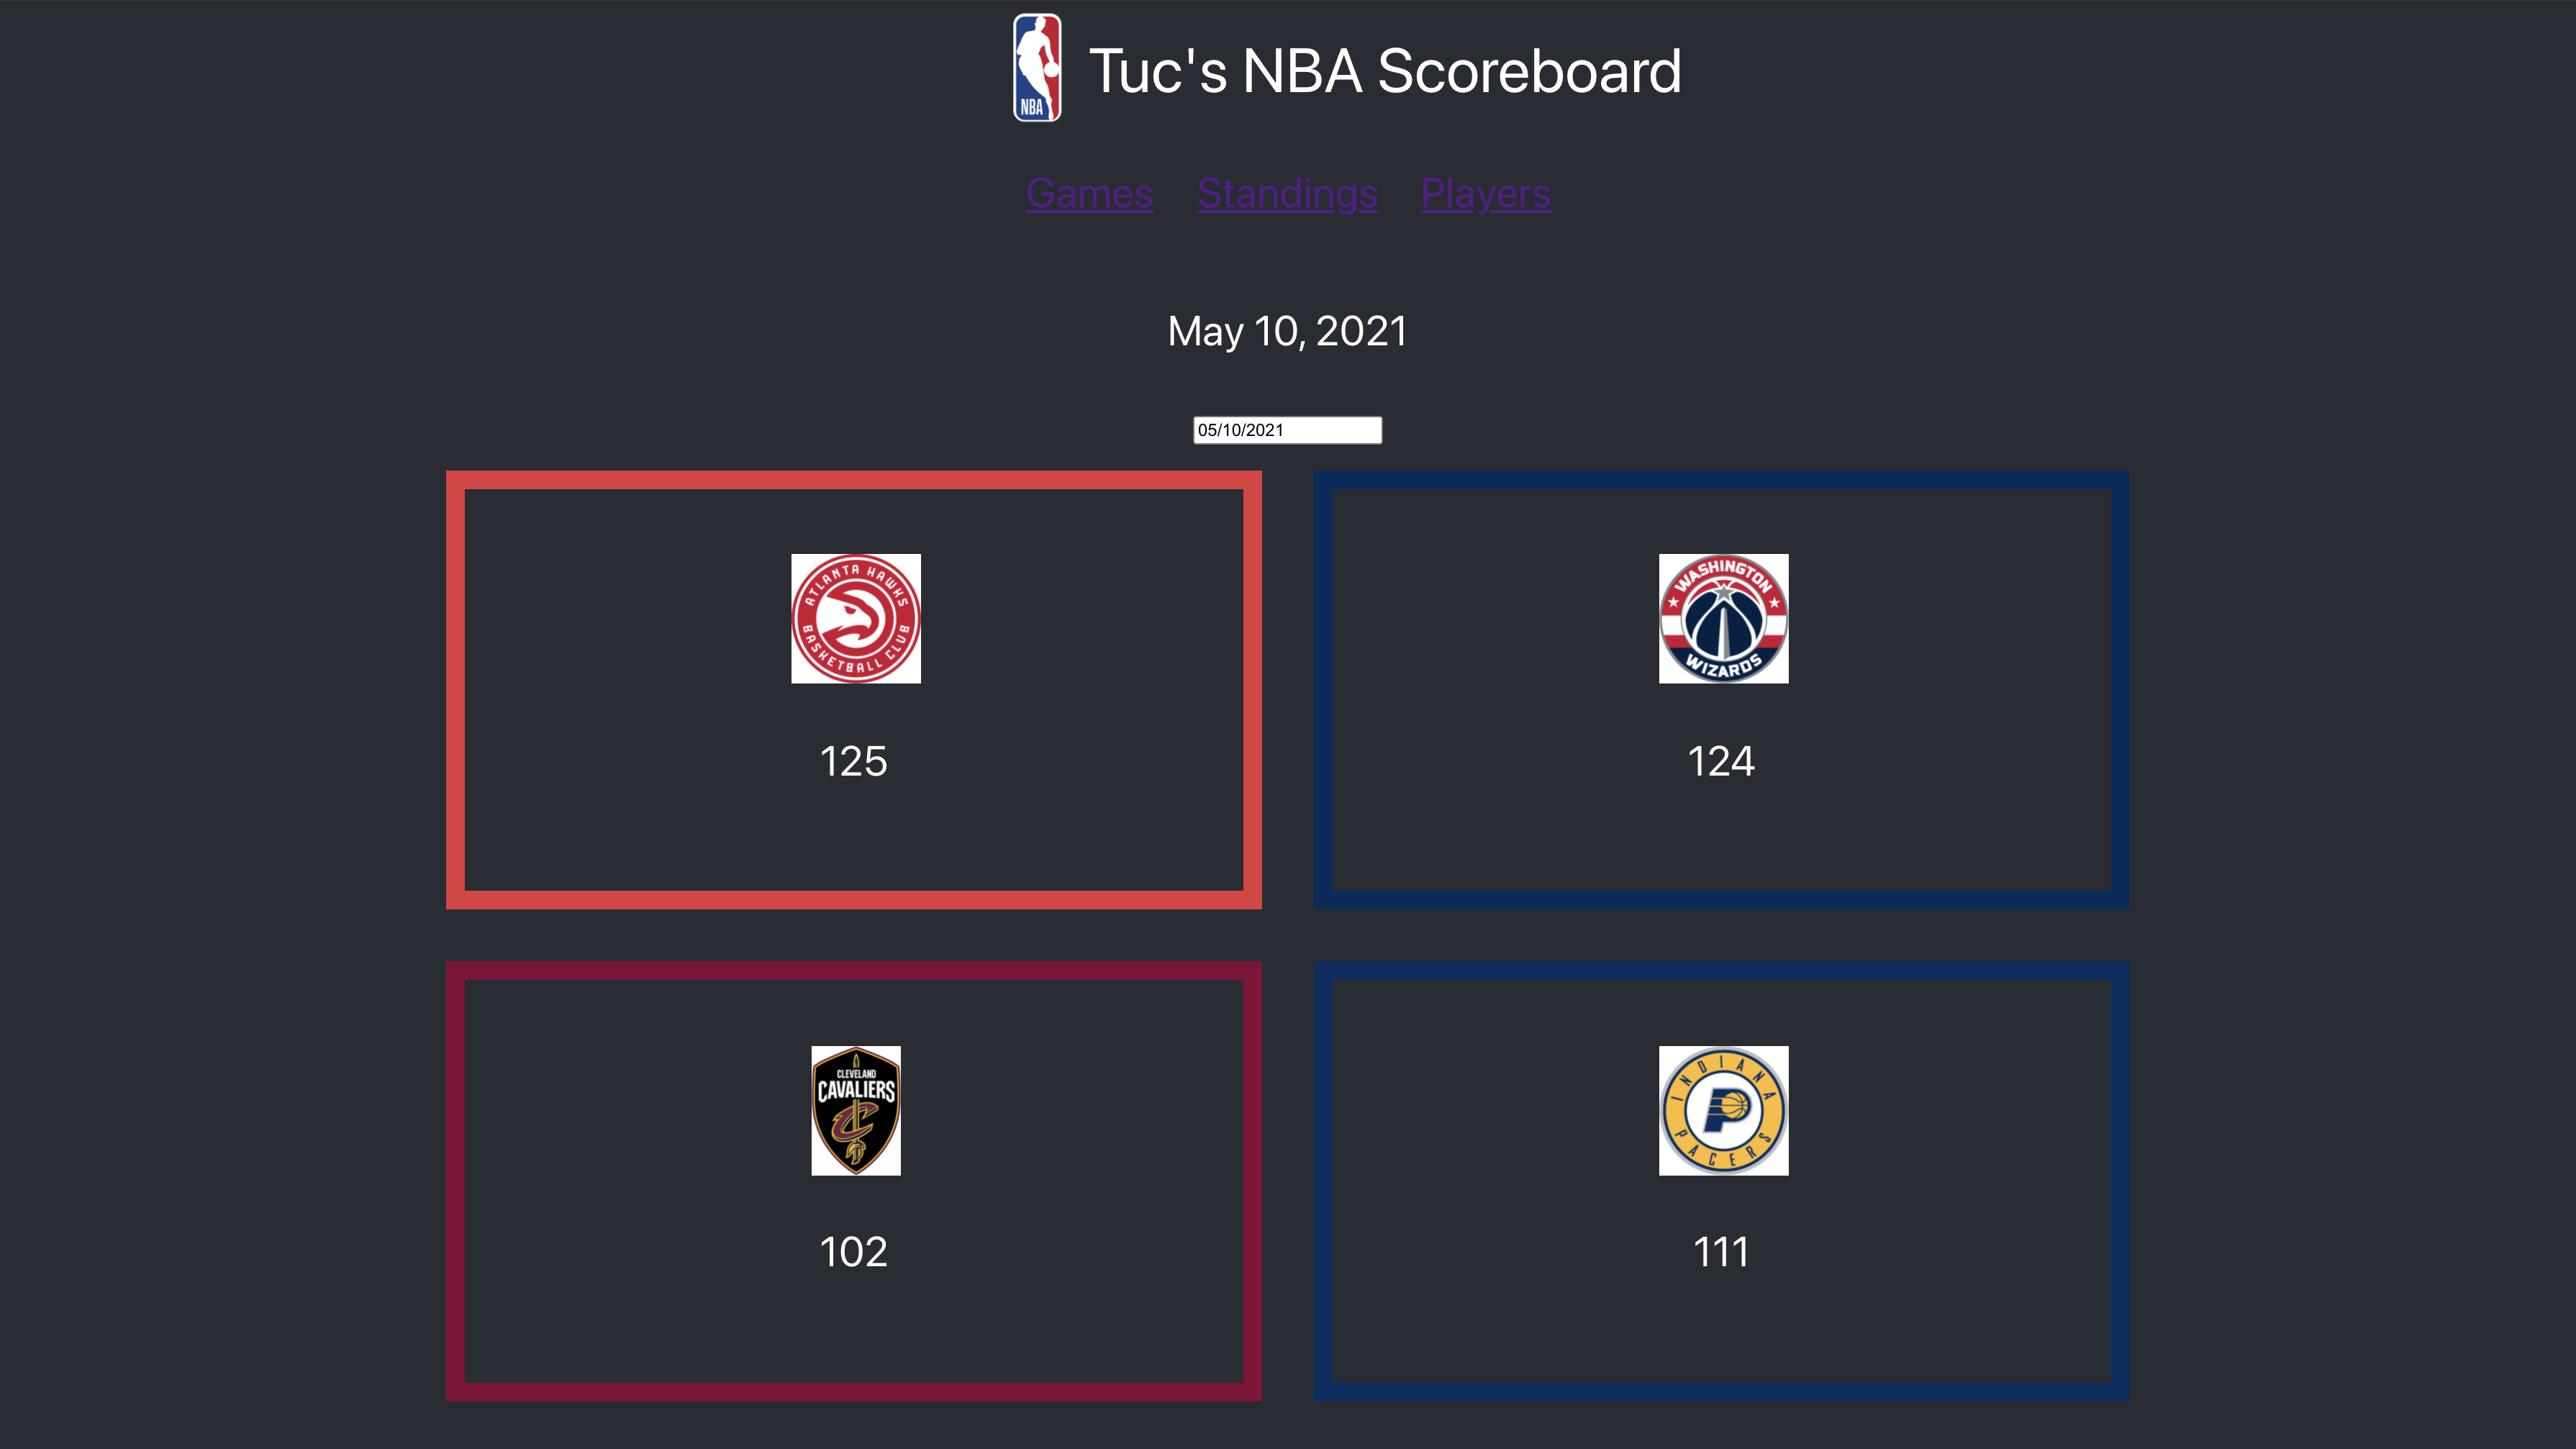 NBA
Tuc's NBA Scoreboard
Games Standings Players
May 10, 2021
05/10/2021
ATLANTA HAWKS
BASKETBALL CLUB
125
WASHINGTON
WIZARDS
124
CLEVELAND
CAVALIERS
C
102
INDIANA
PACERS
P
111